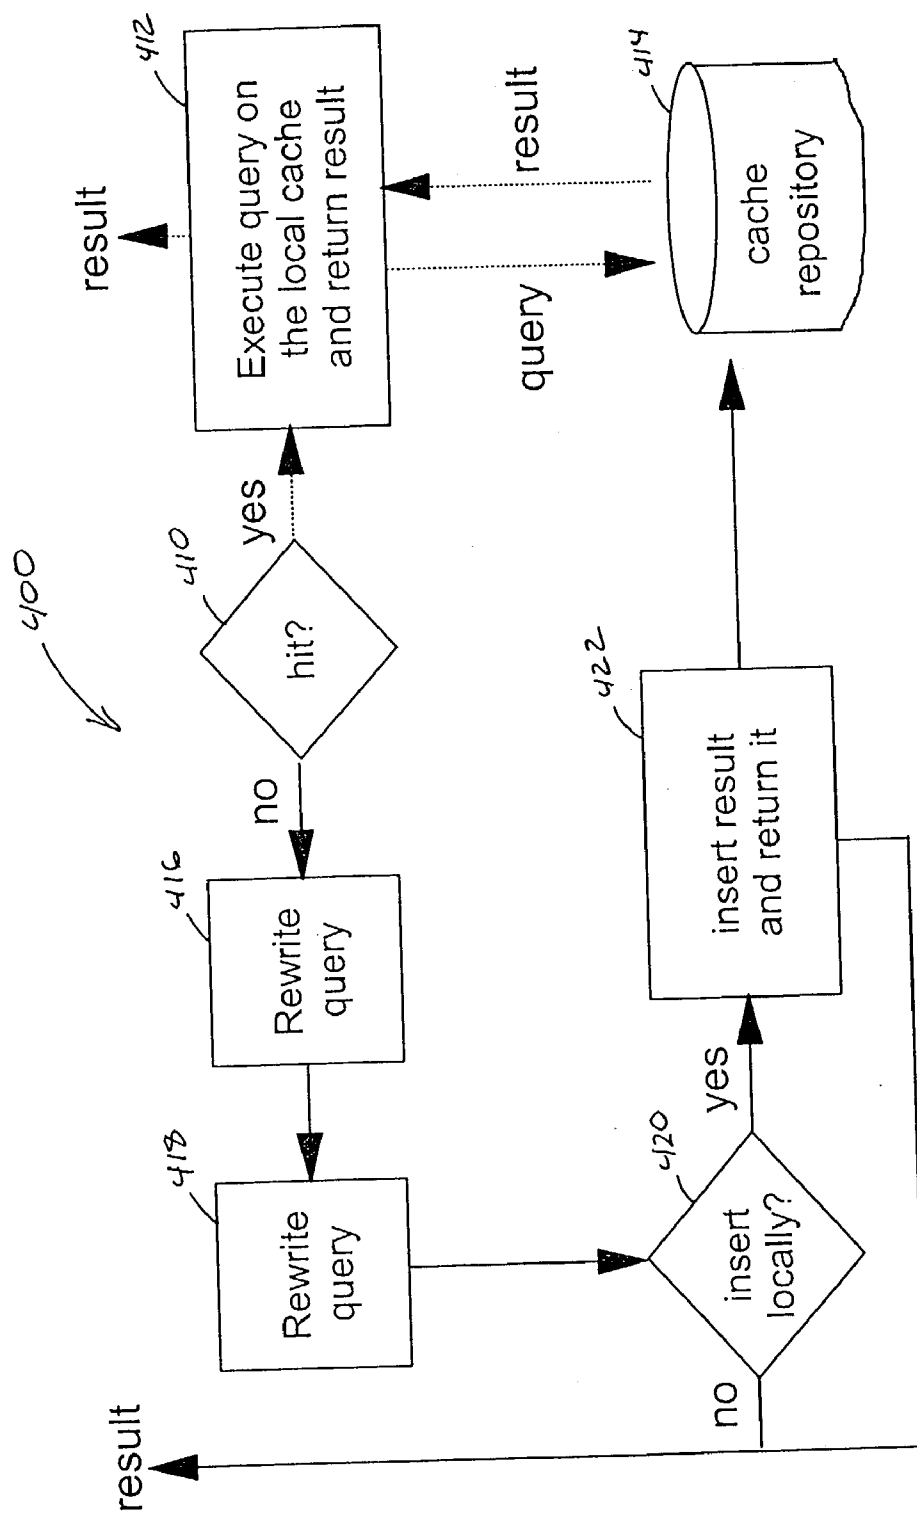 400
result
412
Execute query on
the local cache
and return result
yes
410
hit?
no
416
Rewrite
query
418
Rewrite
query
result
query
result
414
cache
repository
422
insert result
and return it
yes
420
insert
locally?
no